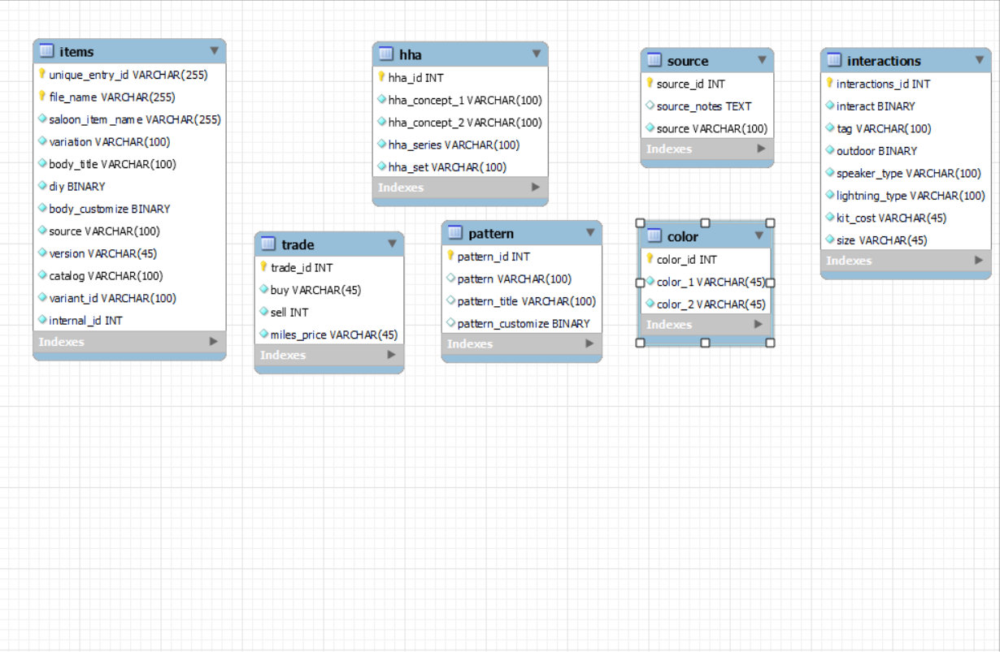 items
unique_entry_id VARCHAR(255)
file_name VARCHAR(255)
saloon_item_name VARCHAR(255)
variation VARCHAR(100)
body_title VARCHAR(100)
diy BINARY
body_customize BINARY
source VARCHAR(100)
version VARCHAR(45)
catalog VARCHAR(100)
variant_id VARCHAR(100)
internal_id INT
Indexes
hha
hha_id INT
hha_concept_1 VARCHAR(100)
hha_concept_2 VARCHAR(100)
hha_series VARCHAR(100)
hha_set VARCHAR(100)
Indexes
source
source_id INT
source_notes TEXT
source VARCHAR(100)
Indexes
interactions
interactions_id INT
interact BINARY
tag VARCHAR(100)
outdoor BINARY
speaker_type VARCHAR(100)
lightning_type VARCHAR(100)
kit_cost VARCHAR(45)
size VARCHAR(45)
Indexes
trade
trade_id INT
buy VARCHAR(45)
sell INT
miles_price VARCHAR(45)
Indexes
pattern
pattern_id INT
pattern VARCHAR(100)
pattern_title VARCHAR(100)
pattern_customize BINARY
Indexes
color
color_id INT
color_1 VARCHAR(45)
color_2 VARCHAR(45)
Indexes